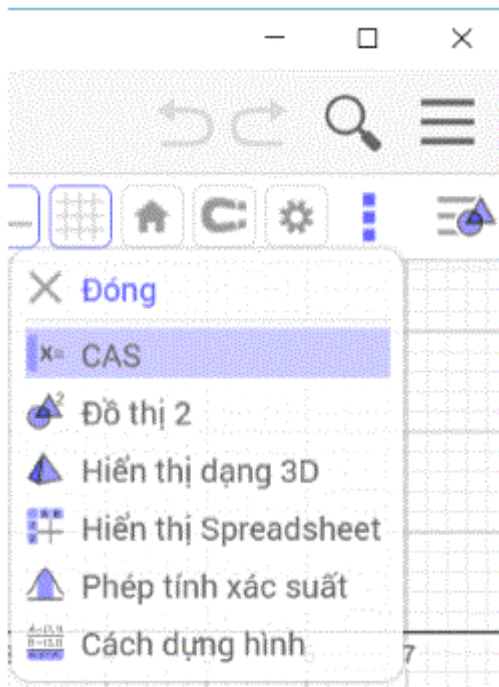 Đóng
x= CAS
Đồ thị 2
Hiển thị dạng 3D
Hiển thị Spreadsheet
Phép tính xác suất
Cách dựng hình
7